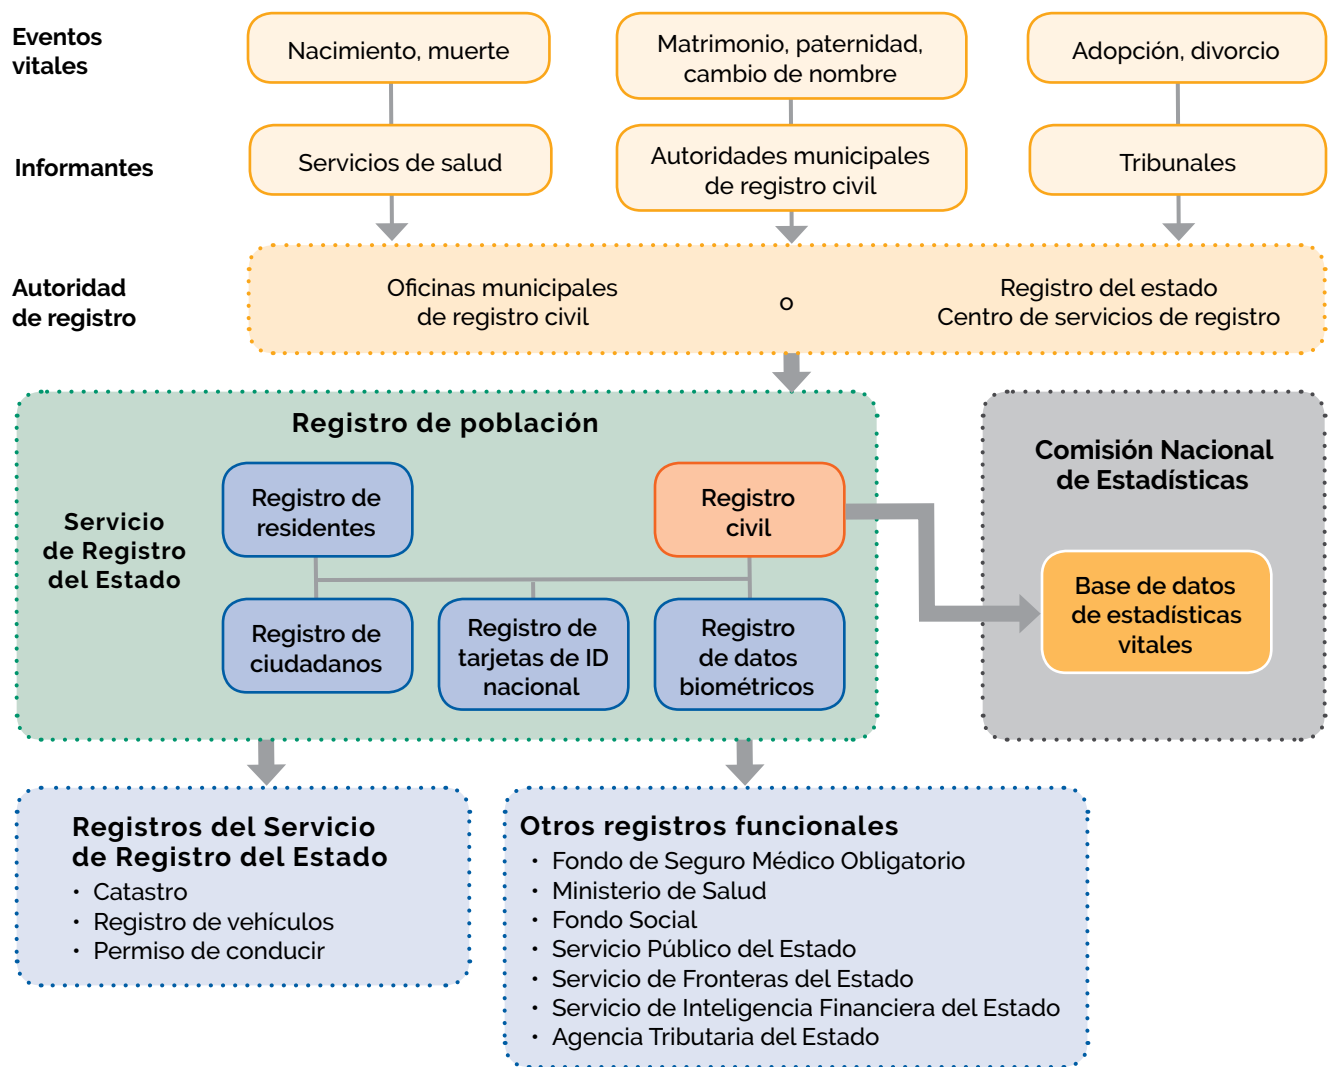 Eventos
vitales
Nacimiento, muerte
Matrimonio, paternidad,
cambio de nombre
Adopción, divorcio
Informantes
Servicios de salud
Autoridades municipales
de registro civil
Tribunales
Autoridad
de registro
Oficinas municipales
de registro civil
o
Registro del estado
Centro de servicios de registro
Registro de población
Servicio
de Registro
del Estado
Registro de
residentes
Registro
civil
Registro de
ciudadanos
Registro de
tarjetas de ID
nacional
Registro
de datos
biométricos
Comisión Nacional
de Estadísticas
Base de datos
de estadísticas
vitales
Registros del Servicio
de Registro del Estado
• Catastro
• Registro de vehículos
• Permiso de conducir
Otros registros funcionales
• Fondo de Seguro Médico Obligatorio
• Ministerio de Salud
• Fondo Social
• Servicio Público del Estado
• Servicio de Fronteras del Estado
• Servicio de Inteligencia Financiera del Estado
• Agencia Tributaria del Estado